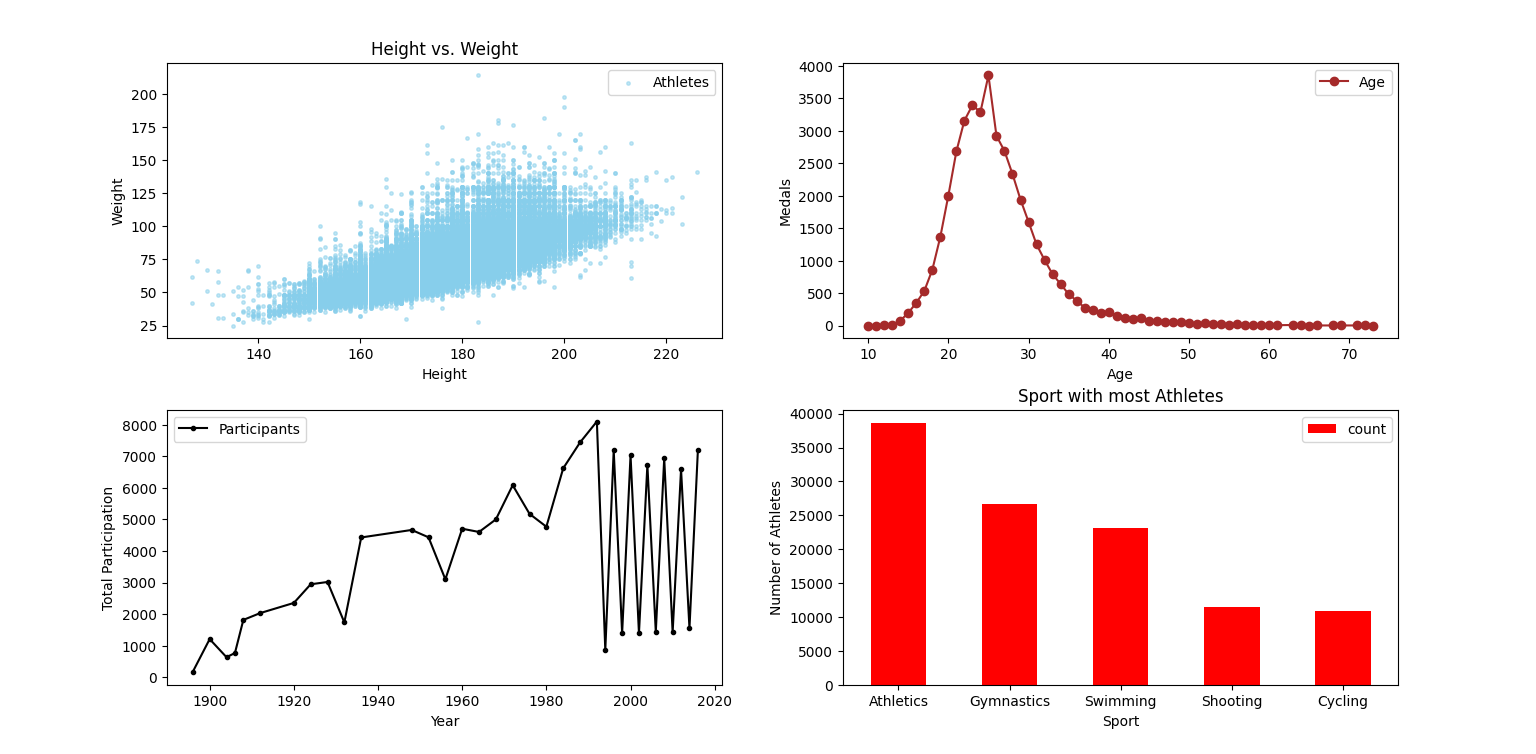 Height vs. Weight
Athletes
200
175
150
125
100
75
50
25
Weight
140 160 180 200 220
Height
Age
4000
3500
3000
2500
2000
1500
1000
500
0
Medals
10 20 30 40 50 60 70
Age
Participants
8000
7000
6000
5000
4000
3000
2000
1000
0
Total Participation
1900 1920 1940 1960 1980 2000 2020
Year
Sport with most Athletes
count
40000
35000
30000
25000
20000
15000
10000
5000
0
Number of Athletes
Athletics Gymnastics Swimming Shooting Cycling
Sport